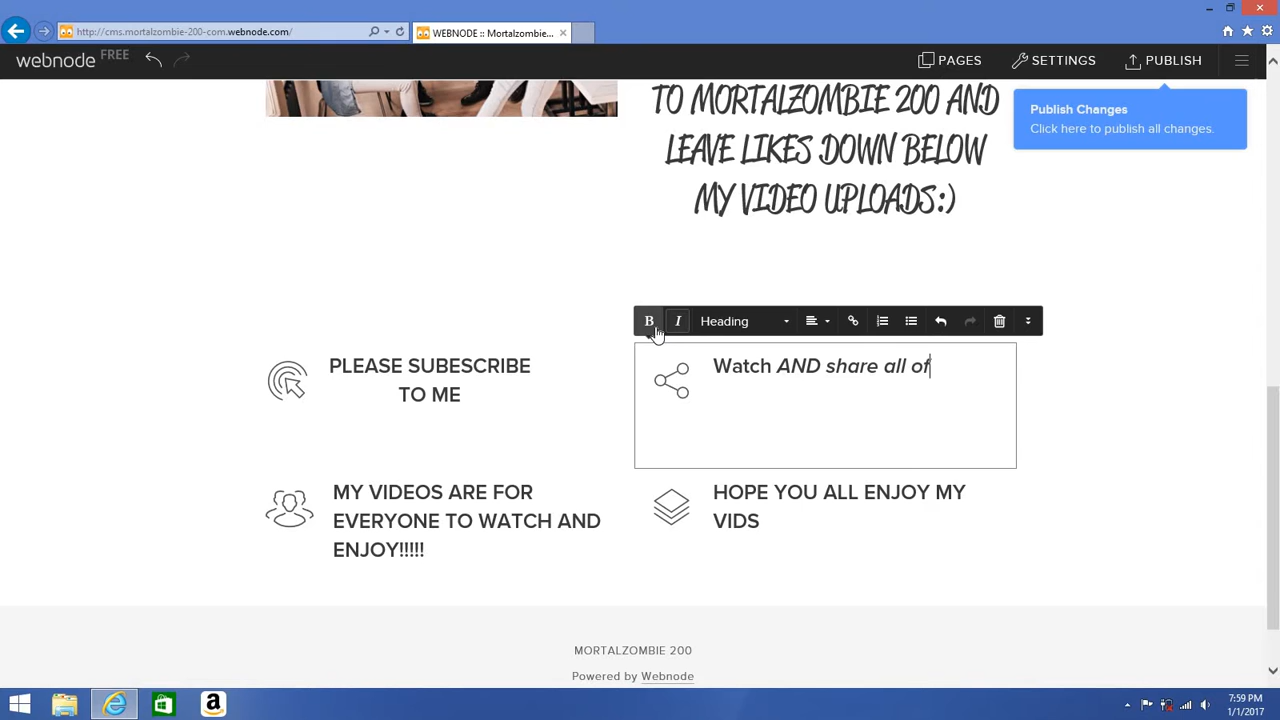 http://cms.mortalzombie-200-com.webnode.com/
WEBNODE :: Mortalzombie...
webnode FREE
PAGES
SETTINGS
PUBLISH
Publish Changes
Click here to publish all changes.
TO MORTALZOMBIE 200 AND
LEAVE LIKES DOWN BELOW
MY VIDEO UPLOADS:)
B I Heading
PLEASE SUBESCRIBE
TO ME
Watch AND share all of
MY VIDEOS ARE FOR
EVERYONE TO WATCH AND
ENJOY!!!!!
HOPE YOU ALL ENJOY MY
VIDS
MORTALZOMBIE 200
Powered by Webnode
7:59 PM
1/1/2017